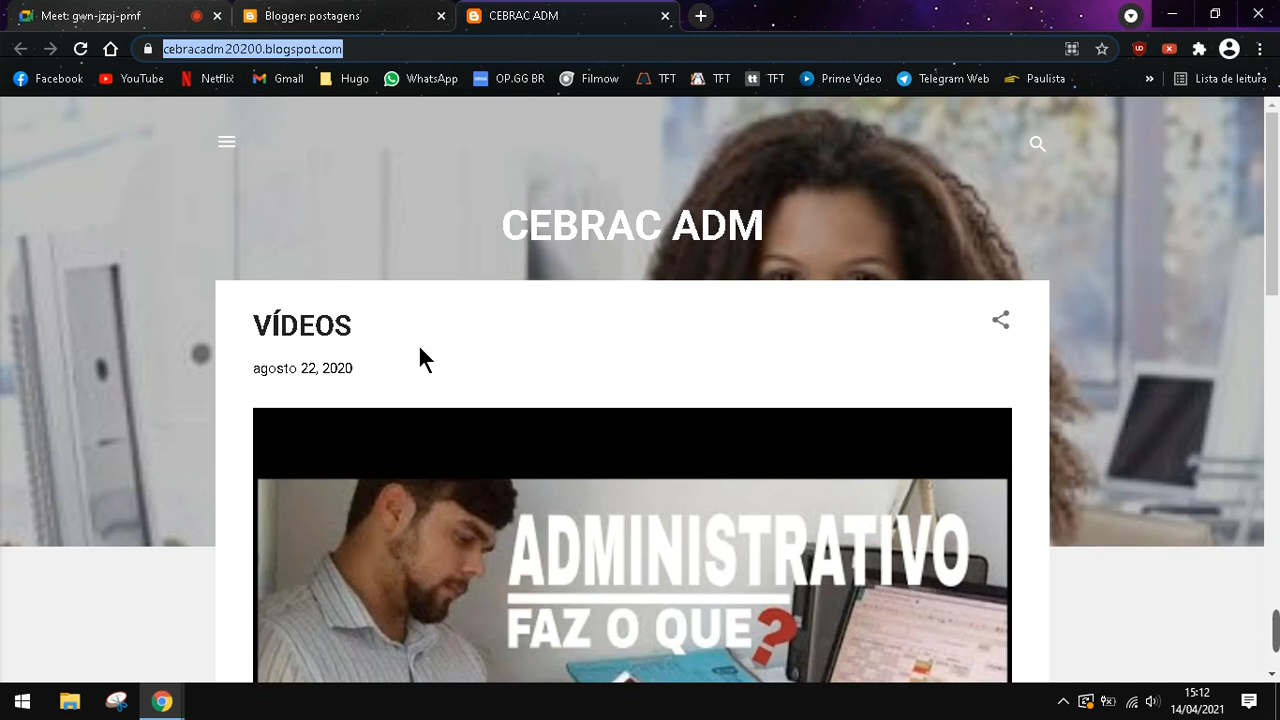 Meet: gwn-jzpj-pmf
Blogger: postagens
CEBRAC ADM
cebracadm20200.blogspot.com
Facebook
YouTube
Netflix
Gmail
Hugo
WhatsApp
OP.GG BR
Filmow
TFT
TFT
TFT
Prime Video
Telegram Web
Paulista
»
Lista de leitura
CEBRAC ADM
VÍDEOS
agosto 22, 2020
ADMINISTRATIVO
FAZ O QUE?
15:12
14/04/2021